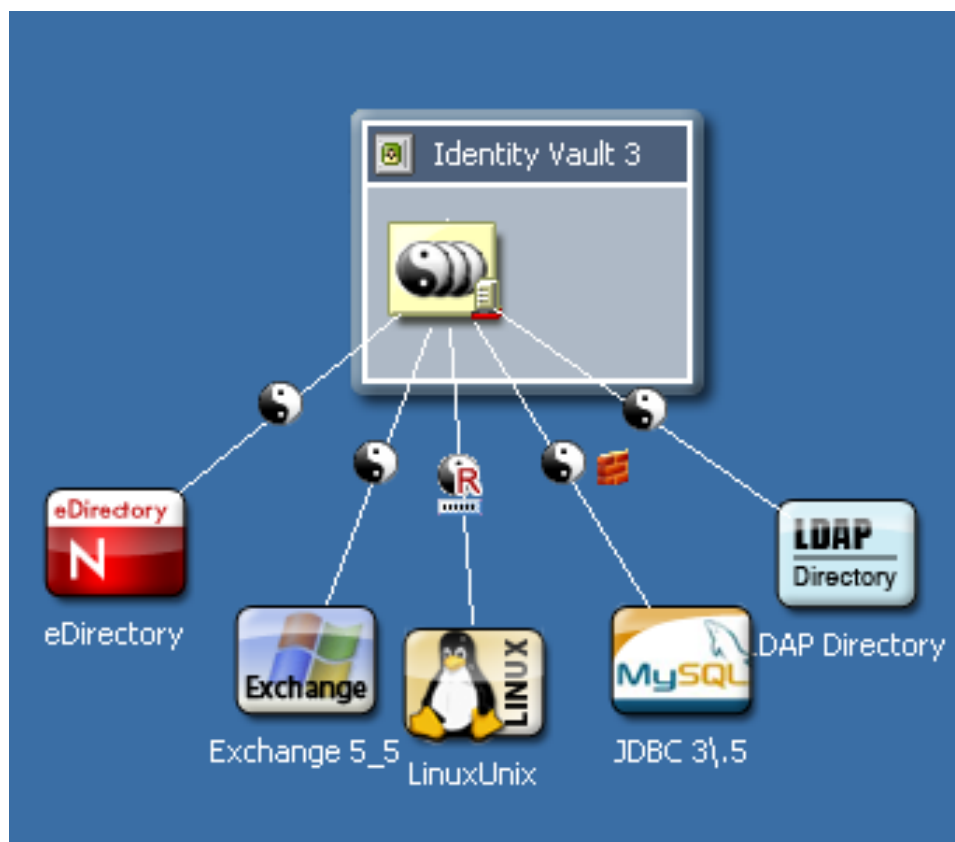 Identity Vault 3
R
eDirectory
N
eDirectory
Exchange
Exchange 5_5
LINUX
LinuxUnix
MySQL
JDBC 3\.5
LDAP
Directory
DAP Directory